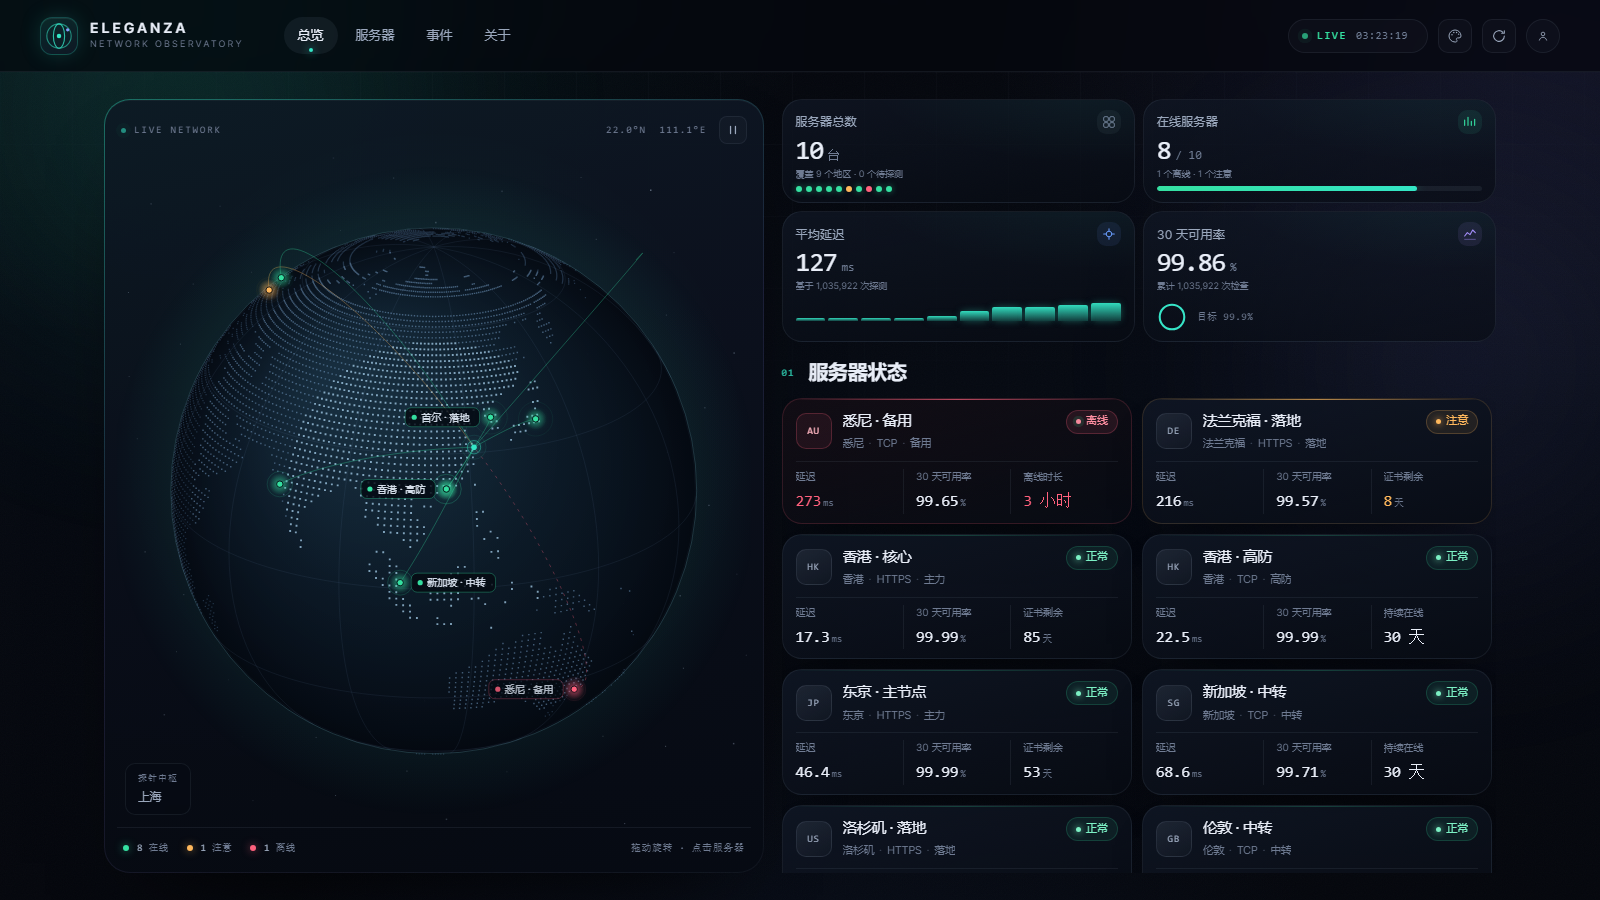 ELEGANZA
NETWORK OBSERVATORY
总览
服务器
事件
关于
LIVE 03:23:19
LIVE NETWORK
22.0°N 111.1°E
首尔·落地
香港·高防
新加坡·中转
悉尼·备用
探针中枢
上海
8 在线
1 注意
1 离线
拖动旋转 · 点击服务器
服务器总数
10台
覆盖 9 个地区 · 0 个待探测
在线服务器
8 / 10
1 个离线 · 1 个注意
平均延迟
127 ms
基于 1,035,922 次探测
30 天可用率
99.86 %
累计 1,035,922 次检查
目标 99.9%
01 服务器状态
AU
悉尼·备用
悉尼 · TCP · 备用
离线
延迟
30 天可用率
离线时长
273ms
99.65%
3 小时
DE
法兰克福·落地
法兰克福 · HTTPS · 落地
注意
延迟
30 天可用率
证书剩余
216ms
99.57%
8天
HK
香港·核心
香港 · HTTPS · 主力
正常
延迟
30 天可用率
证书剩余
17.3ms
99.99%
85天
HK
香港·高防
香港 · TCP · 高防
正常
延迟
30 天可用率
持续在线
22.5ms
99.99%
30 天
JP
东京·主节点
东京 · HTTPS · 主力
正常
延迟
30 天可用率
证书剩余
46.4ms
99.99%
53天
SG
新加坡·中转
新加坡 · TCP · 中转
正常
延迟
30 天可用率
持续在线
68.6ms
99.71%
30 天
US
洛杉矶·落地
洛杉矶 · HTTPS · 落地
正常
GB
伦敦·中转
伦敦 · TCP · 中转
正常